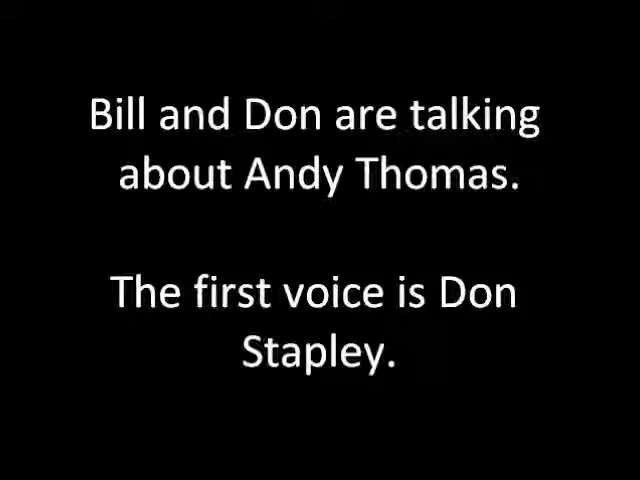 Bill and Don are talking
about Andy Thomas.
The first voice is Don
Stapley.